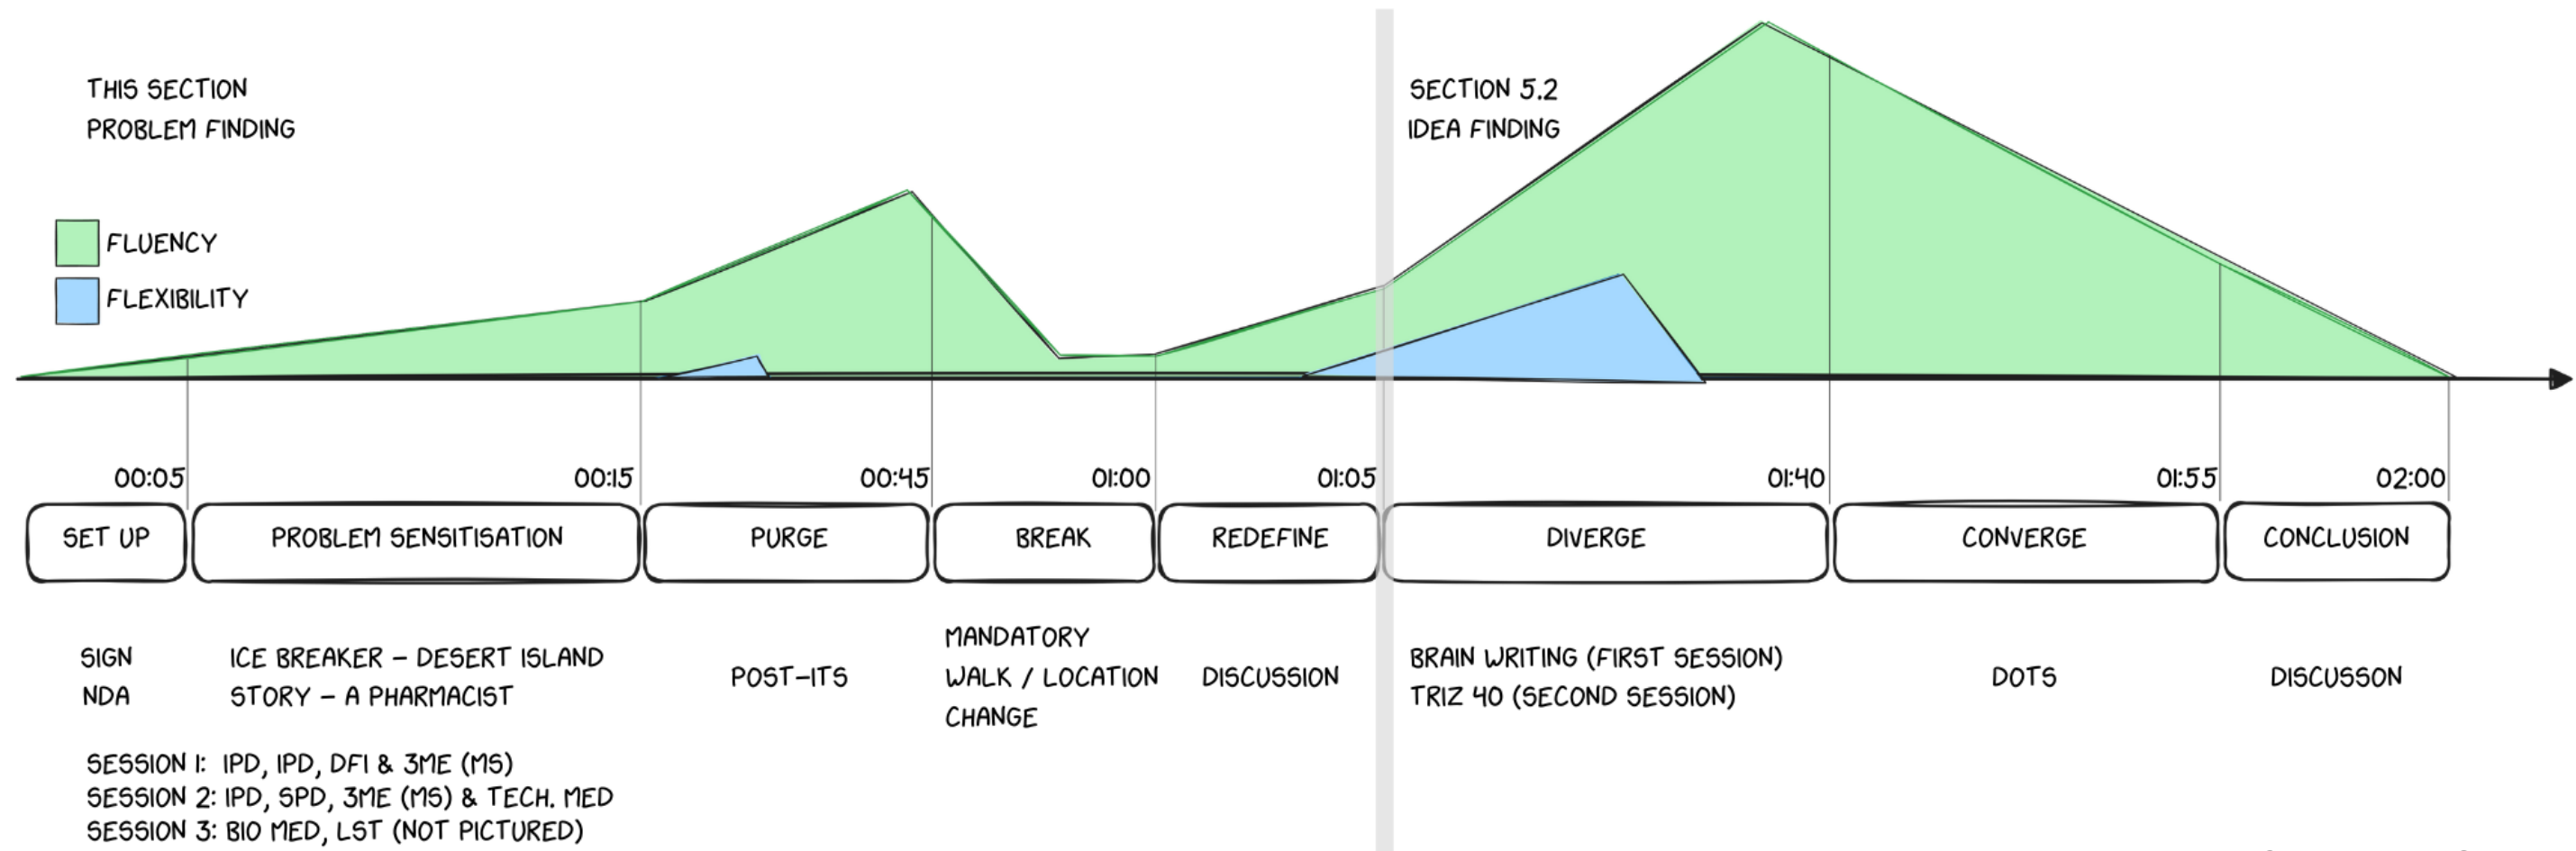 THIS SECTION
PROBLEM FINDING
SECTION 5.2
IDEA FINDING
FLUENCY
FLEXIBILITY
00:05
00:15
00:45
01:00
01:05
01:40
01:55
02:00
SET UP
PROBLEM SENSITISATION
PURGE
BREAK
REDEFINE
DIVERGE
CONVERGE
CONCLUSION
SIGN
NDA
ICE BREAKER – DESERT ISLAND
STORY – A PHARMACIST
POST-ITS
MANDATORY
WALK / LOCATION
CHANGE
DISCUSSION
BRAIN WRITING (FIRST SESSION)
TRIZ 40 (SECOND SESSION)
DOTS
DISCUSSON
SESSION 1: IPD, IPD, DFI & 3ME (MS)
SESSION 2: IPD, SPD, 3ME (MS) & TECH. MED
SESSION 3: BIO MED, LST (NOT PICTURED)